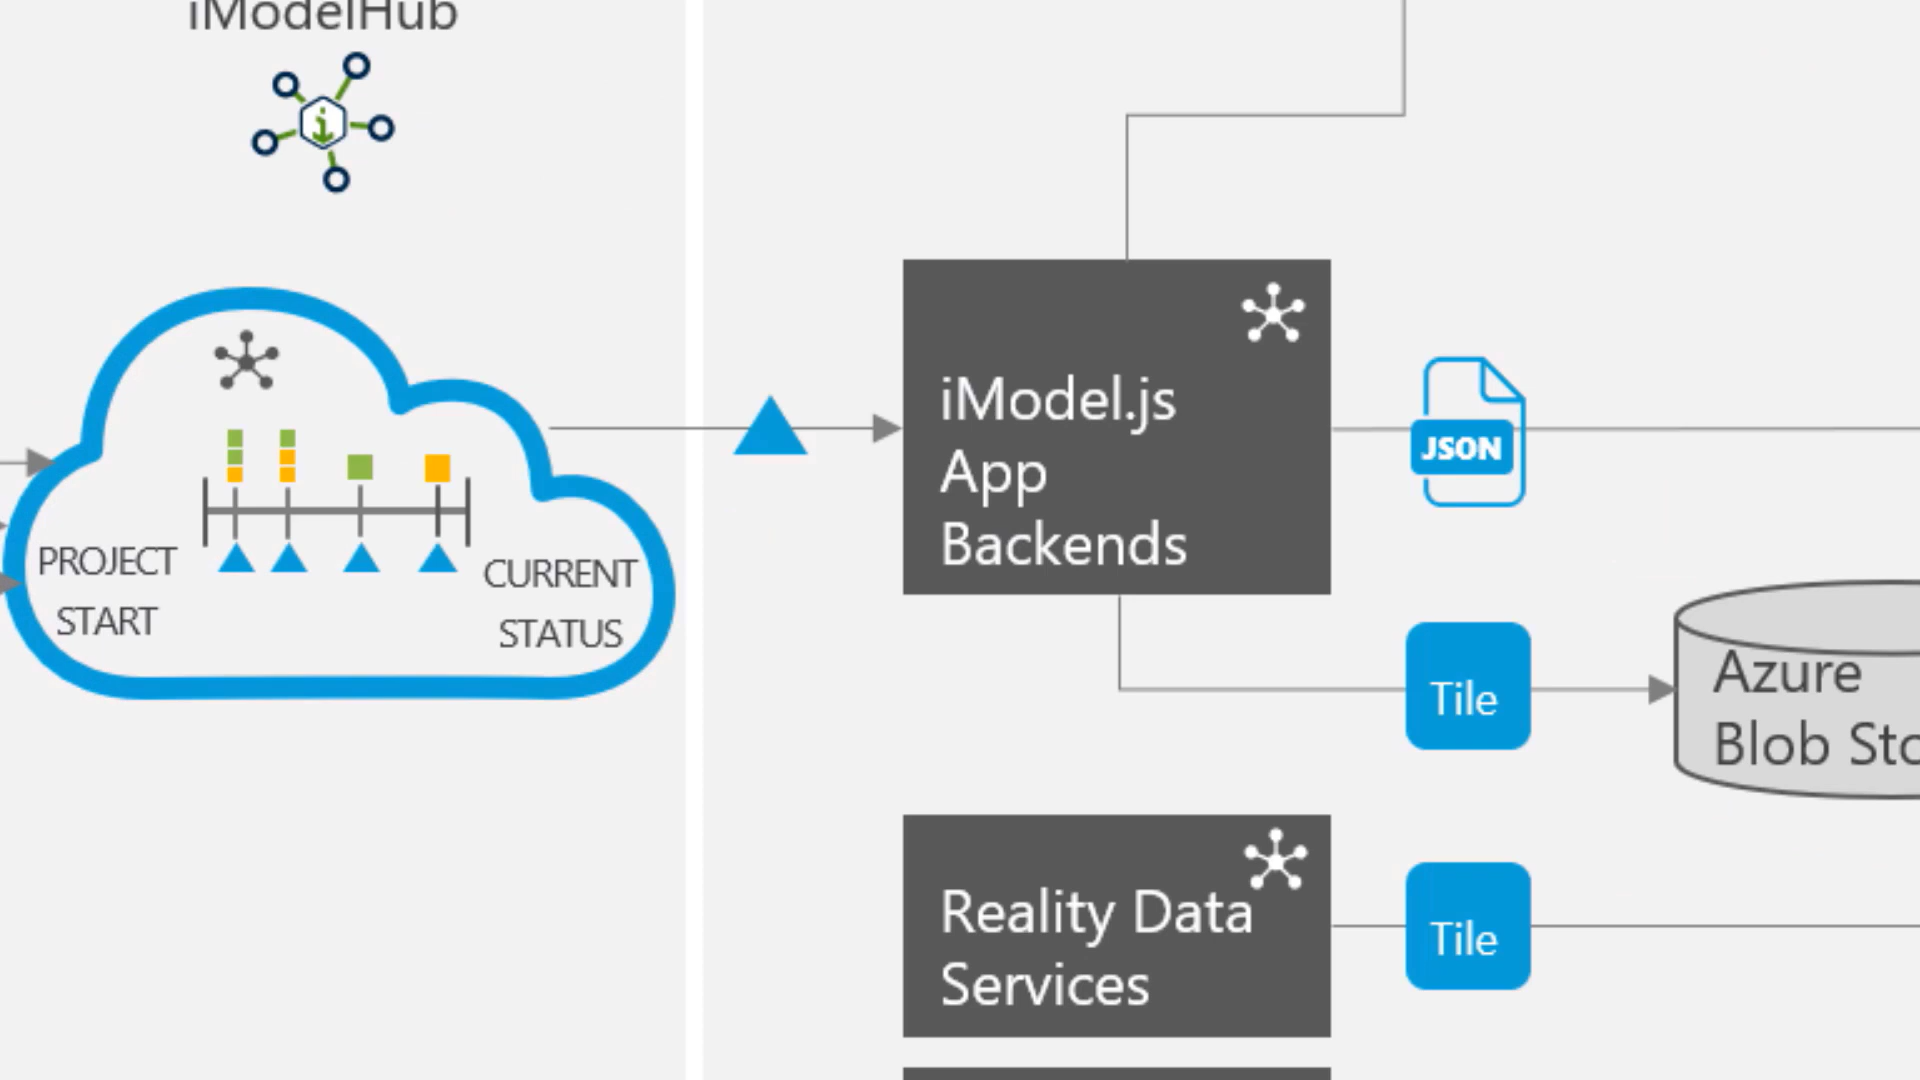 iModelHub
PROJECT
START
CURRENT
STATUS
iModel.js
App
Backends
JSON
Tile
Azure
Blob Sto
Reality Data
Services
Tile